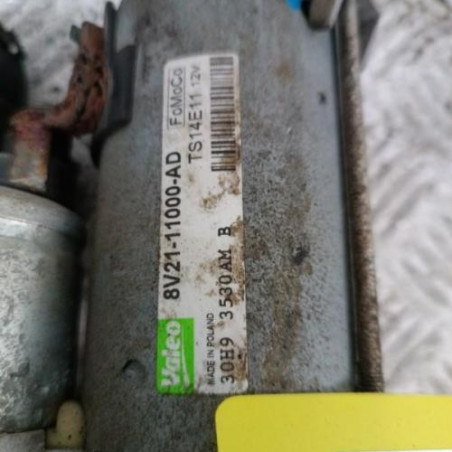 FoMoCo
8V21-11000-AD
TS14E11 12V
Valeo
MADE IN POLAND
30H9 3530AM B